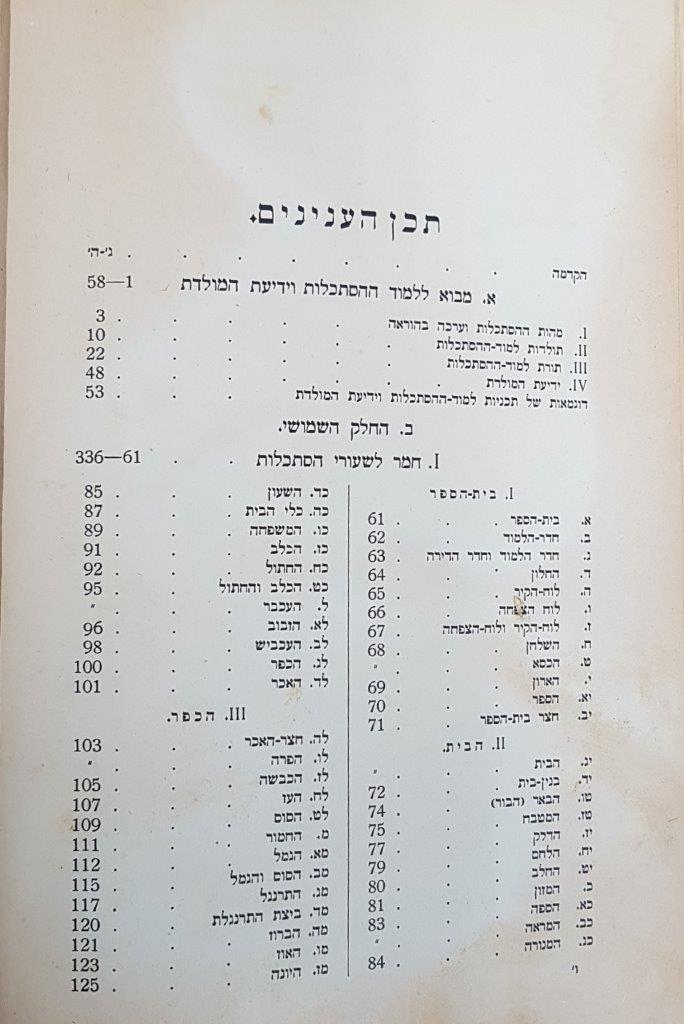 תכן הענינים.
הקדמה . . . . . . . . ג׳-ה׳
א. מבוא ללמוד ההסתכלות וידיעת המולדת 1—58
I. מהות ההסתכלות וערכה בהוראה . . . . . 3
II. תולדות למוד-ההסתכלות . . . . . 10
III. תורת למוד-ההסתכלות . . . . . 22
IV. ידיעת המולדת . . . . . . . 48
דוגמאות של תכניות למוד-ההסתכלות וידיעת המולדת . . 53
ב. החלק השמושי.
I. חמר לשעורי הסתכלות . . 61—336
I. בית-הספר
א. בית-הספר . . . 61
ב. חדר-הלמוד . . . 62
ג. חדר הלמוד וחדר הדירה . 63
ד. החלון . . . 64
ה. לוח-הקיר . . . 65
ו. לוח הצפחה . . . 66
ז. לוח-הקיר ולוח-הצפחה . 67
ח. השלחן . . . 68
ט. הכסא . . . "
י. הארון . . . 69
יא. הספר . . . 70
יב. חצר בית-הספר . . 71
II. הבית.
יג. הבית . . . "
יד. בנין-בית . . . 72
טו. הבאר (הבור) . . 74
טז. המטבח . . . 75
יז. הדלק . . . 77
יח. הלחם . . . 79
יט. החלב . . . 80
כ. המזון . . . 81
כא. הספה . . . 83
כב. המראה . . . "
כג. המנורה . . . 84
ו׳
כד. השעון . . . 85
כה. כלי הבית . . . 87
כו. המשפחה . . . 89
כז. הכלב . . . 91
כח. החתול . . . 92
כט. הכלב והחתול . . 95
ל. העכבר . . . "
לא. הזבוב . . . 96
לב. העכביש . . . 98
לג. הכפר . . . 100
לד. האכר . . . 101
III. הכפר.
לה. חצר-האכר . . . 103
לו. הפרה . . . "
לז. הכבשה . . . 105
לח. העז . . . 107
לט. הסוס . . . 109
מ. החמור . . . 111
מא. הגמל . . . 112
מב. הסוס והגמל . . 115
מג. התרנגל . . . 117
מד. ביצת התרנגלת . . 120
מה. הברוז . . . 121
מו. האוז . . . 123
מז. היונה . . . 125